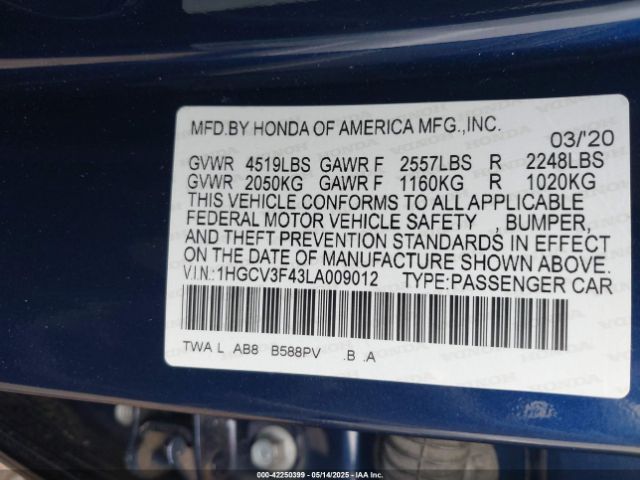 MFD.BY HONDA OF AMERICA MFG.,INC.
03/'20
GVWR 4519LBS GAWR F 2557LBS R 2248LBS
GVWR 2050KG GAWR F 1160KG R 1020KG
THIS VEHICLE CONFORMS TO ALL APPLICABLE
FEDERAL MOTOR VEHICLE SAFETY , BUMPER,
AND THEFT PREVENTION STANDARDS IN EFFECT
ON THE DATE OF MANUFACTURE SHOWN ABOVE.
V.I.N.:1HGCV3F43LA009012 TYPE:PASSENGER CAR
TWA L AB8 B588PV .B .A
000-42250399 - 05/14/2025 - IAA Inc.